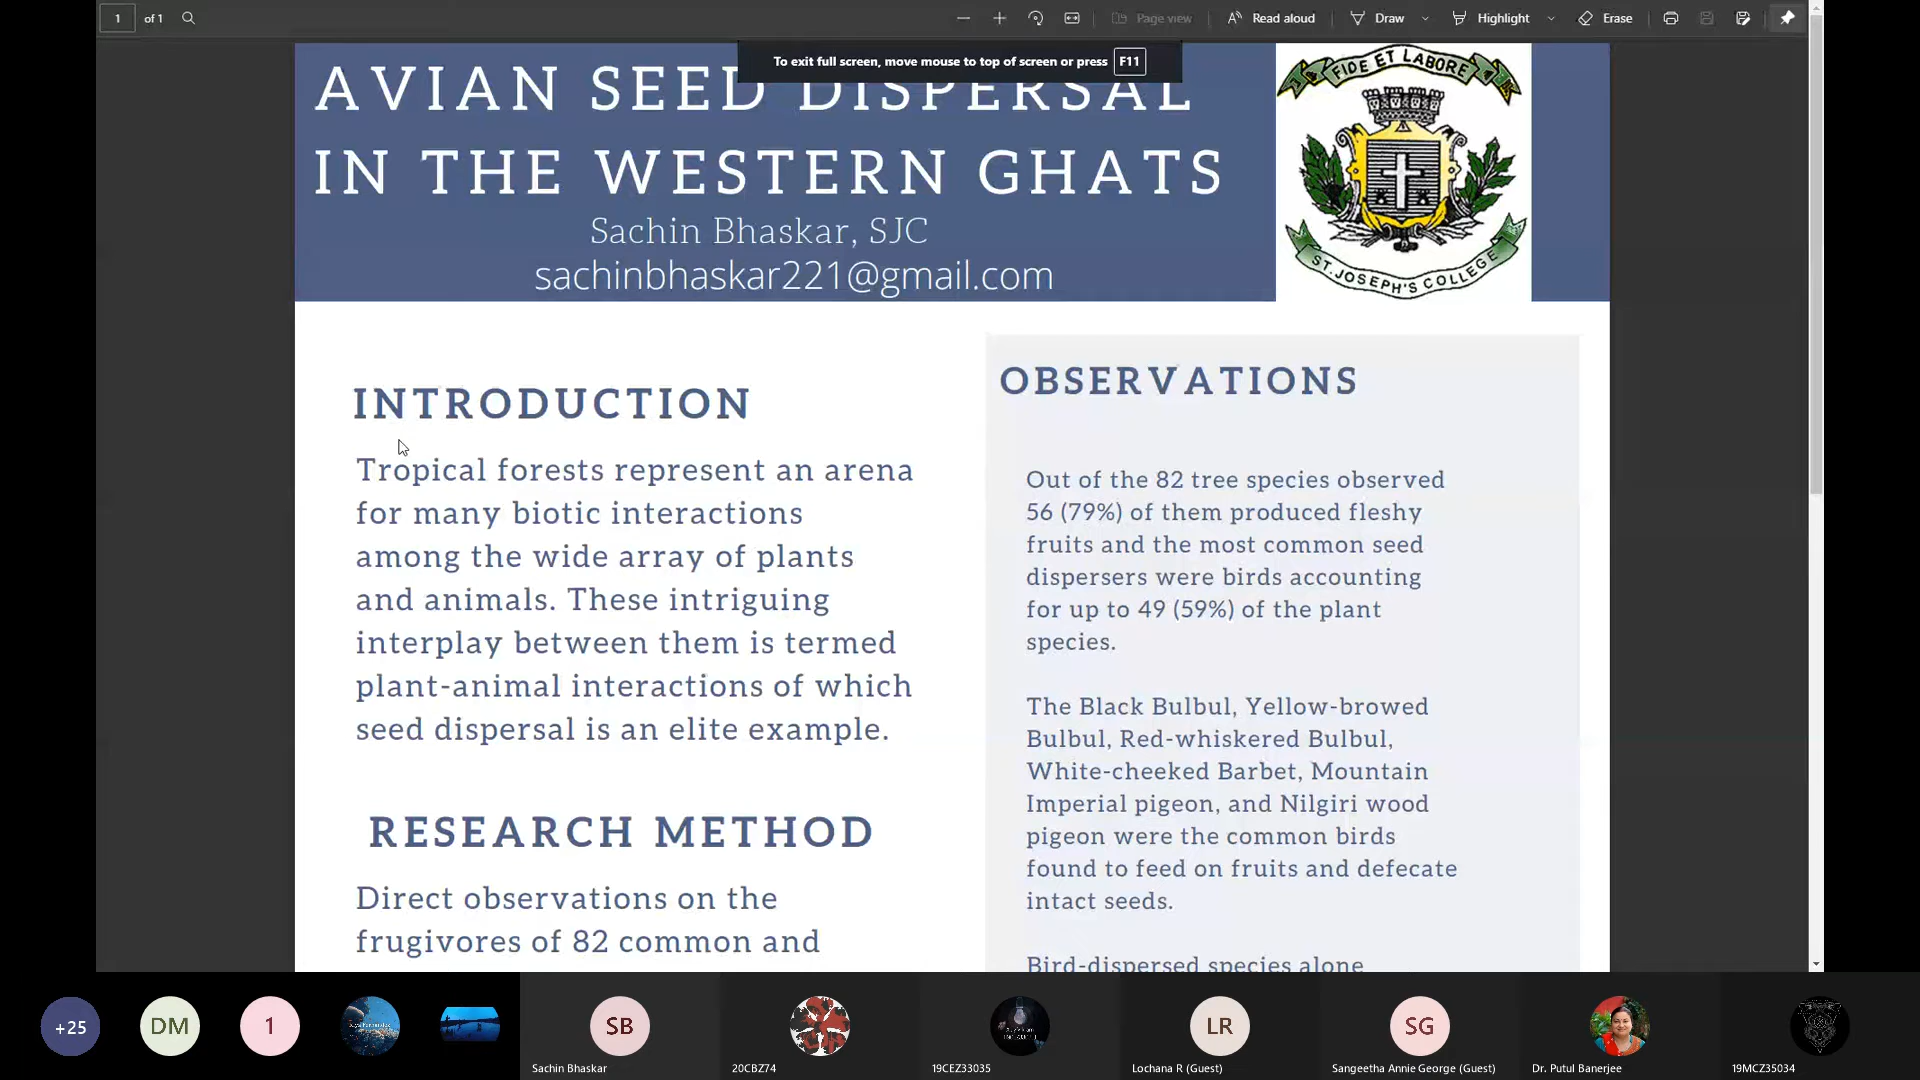 1 of 1
Page view
Read aloud
Draw
Highlight
Erase
To exit full screen, move mouse to top of screen or press F11
AVIAN SEED DISPERSAL
IN THE WESTERN GHATS
Sachin Bhaskar, SJC
sachinbhaskar221@gmail.com
FIDE ET LABORE
ST. JOSEPH'S COLLEGE
INTRODUCTION
Tropical forests represent an arena
for many biotic interactions
among the wide array of plants
and animals. These intriguing
interplay between them is termed
plant-animal interactions of which
seed dispersal is an elite example.
RESEARCH METHOD
Direct observations on the
frugivores of 82 common and
OBSERVATIONS
Out of the 82 tree species observed
56 (79%) of them produced fleshy
fruits and the most common seed
dispersers were birds accounting
for up to 49 (59%) of the plant
species.
The Black Bulbul, Yellow-browed
Bulbul, Red-whiskered Bulbul,
White-cheeked Barbet, Mountain
Imperial pigeon, and Nilgiri wood
pigeon were the common birds
found to feed on fruits and defecate
intact seeds.
Bird-dispersed species alone
+25
DM
1
SB
LR
SG
Sachin Bhaskar
20CBZ74
19CEZ33035
Lochana R (Guest)
Sangeetha Annie George (Guest)
Dr. Putul Banerjee
19MCZ35034